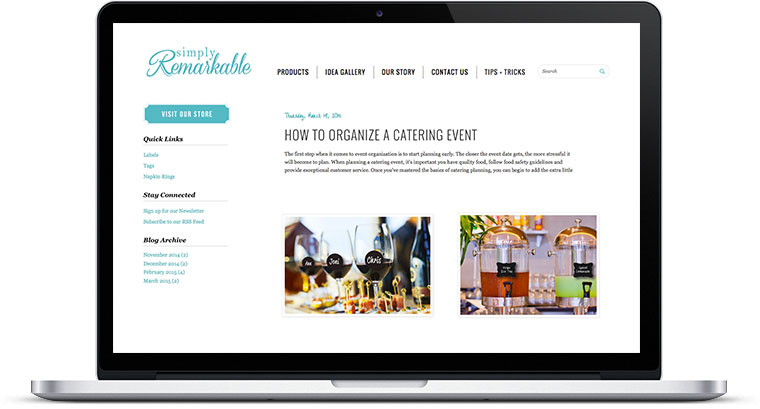 simply
Remarkable
PRODUCTS
IDEA GALLERY
OUR STORY
CONTACT US
TIPS + TRICKS
Search
VISIT OUR STORE
Quick Links
Labels
Tags
Napkin Rings
Stay Connected
Sign up for our Newsletter
Subscribe to our RSS Feed
Blog Archive
November 2014 (2)
December 2014 (2)
February 2015 (4)
March 2015 (2)
Thursday, March 19,
HOW TO ORGANIZE A CATERING EVENT
The first step when it comes to event organization is to start planning early. The closer the event date gets, the more stressful it
will become to plan. When planning a catering event, it's important you have quality food, follow food safety guidelines and
provide exceptional customer service. Once you've mastered the basics of catering planning, you can begin to add the extra little
Joni
Chris